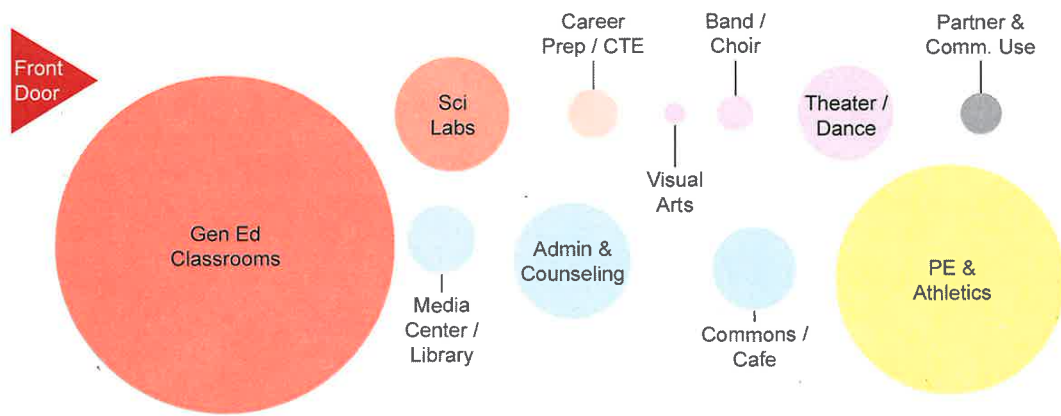 Front
Door
Career
Prep / CTE
Band /
Choir
Partner &
Comm. Use
Sci
Labs
Theater /
Dance
Visual
Arts
Gen Ed
Classrooms
Admin &
Counseling
PE &
Athletics
Media
Center /
Library
Commons /
Cafe